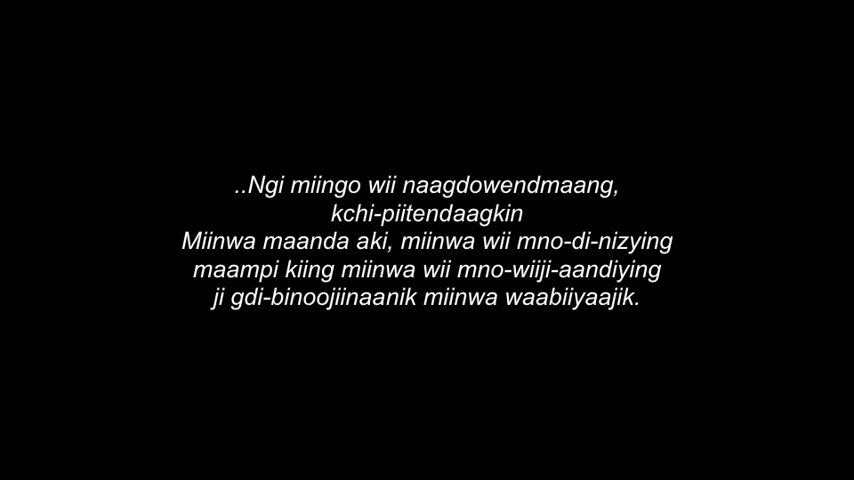 ..Ngi miingo wii naagdowendmaang,
kchi-piitendaagkin
Miinwa maanda aki, miinwa wii mno-di-nizying
maampi kiing miinwa wii mno-wiiji-aandiying
ji gdi-binoojiinaanik miinwa waabiiyaajik.